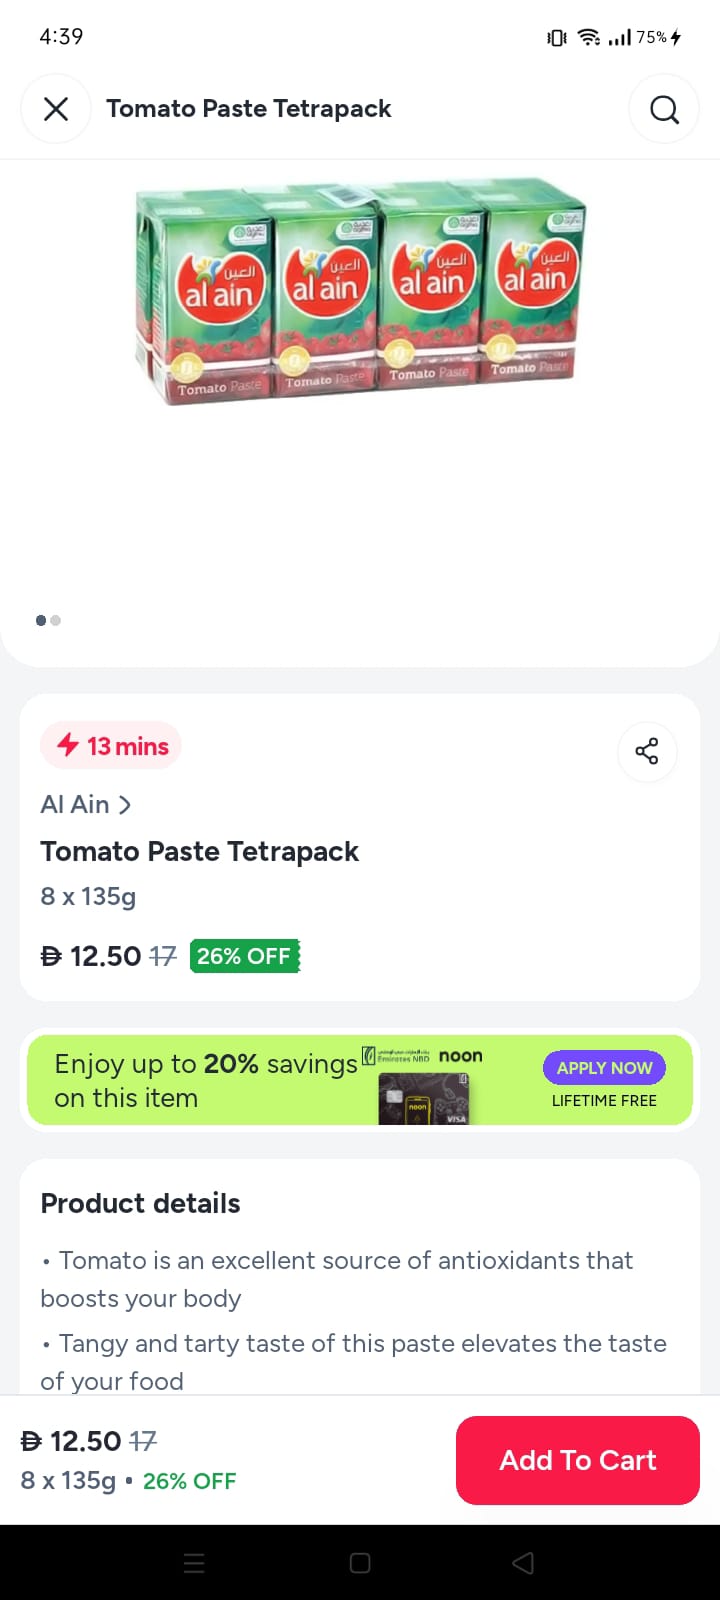 4:39
75%
Tomato Paste Tetrapack
العين
al ain
Tomato Paste
العين
al ain
Tomato Paste
العين
al ain
Tomato Paste
العين
al ain
Tomato Paste
13 mins
Al Ain
Tomato Paste Tetrapack
8 x 135g
12.50 17 26% OFF
Enjoy up to 20% savings
on this item
Emirates NBD
noon
noon
VISA
APPLY NOW
LIFETIME FREE
Product details
• Tomato is an excellent source of antioxidants that
boosts your body
• Tangy and tarty taste of this paste elevates the taste
of your food
12.50 17
8 x 135g • 26% OFF
Add To Cart